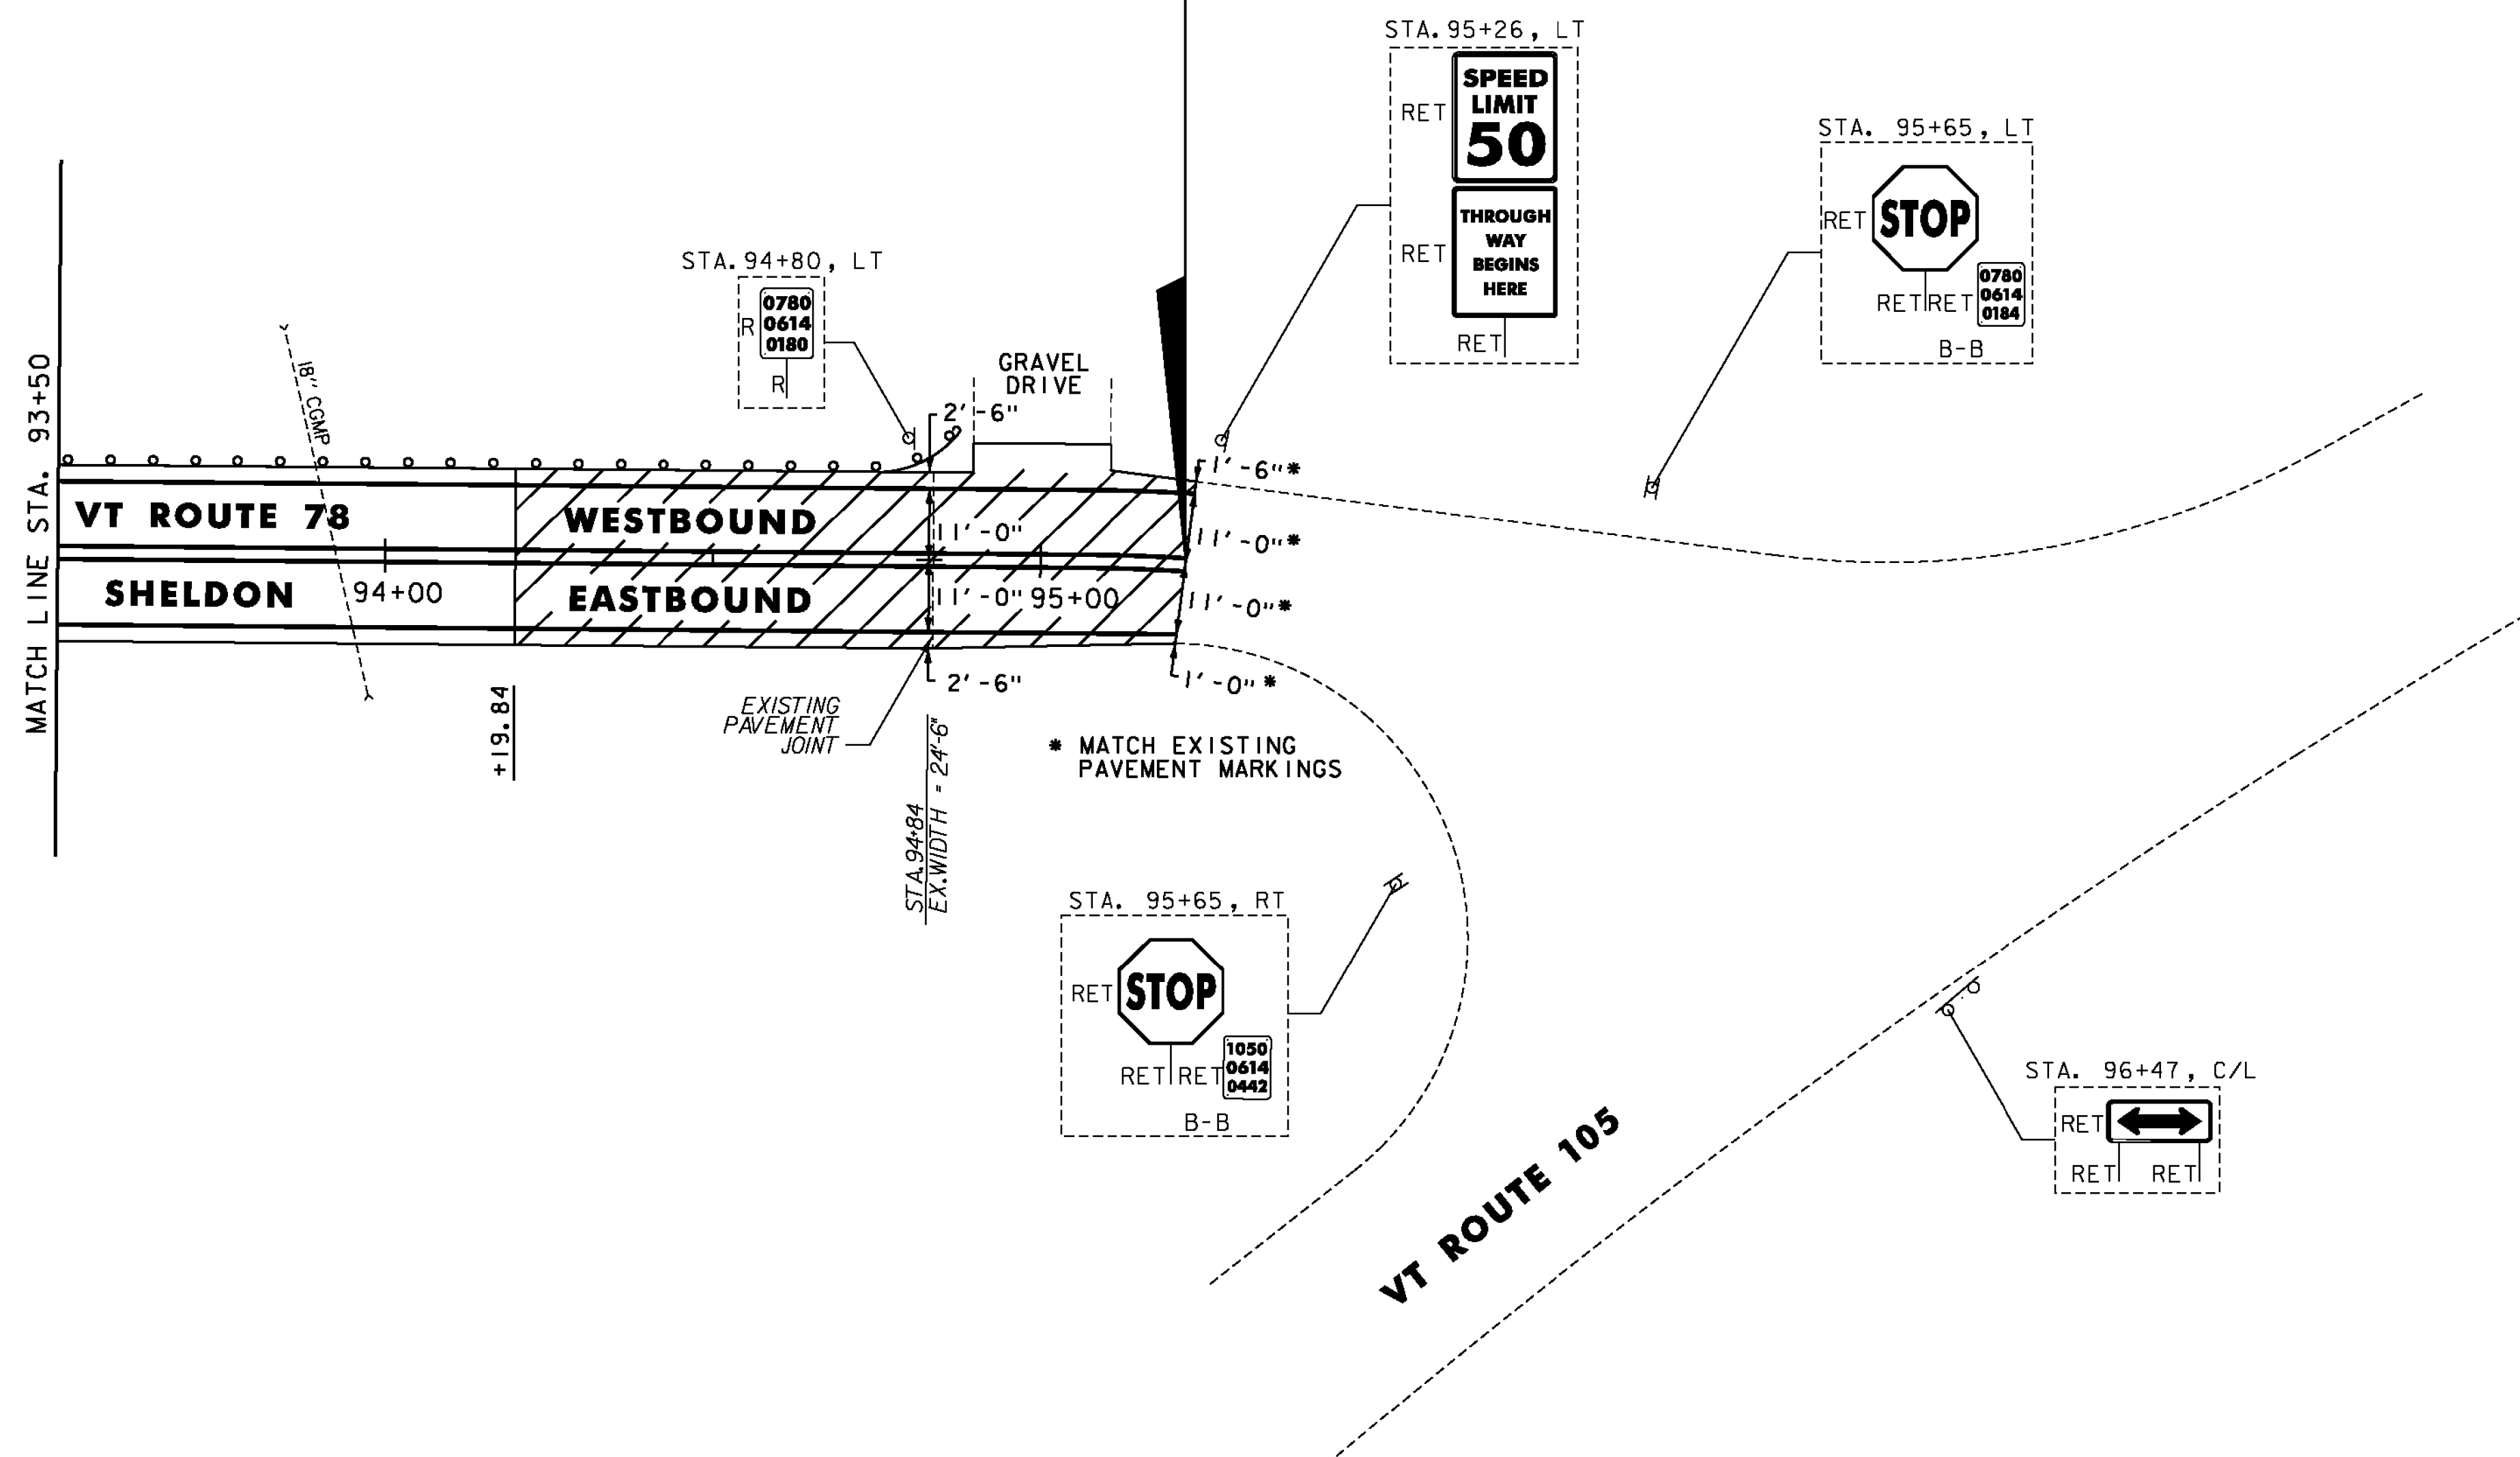 STA. 95+26, LT
RET
SPEED
LIMIT
50
RET
THROUGH
WAY
BEGINS
HERE
RET
STA. 95+65, LT
RET
STOP
RET RET
0780
0614
0184
B-B
STA. 94+80, LT
R
0780
0614
0180
R
GRAVEL
DRIVE
2'-6"
18" CGMP
MATCH LINE STA. 93+50
VT ROUTE 78
SHELDON
94+00
WESTBOUND
EASTBOUND
11'-0"
11'-0"
95+00
1'-6"*
11'-0"*
11'-0"*
1'-0"*
2'-6"
+19.84
EXISTING
PAVEMENT
JOINT
STA.94+84
EX.WIDTH = 24'-6"
* MATCH EXISTING
PAVEMENT MARKINGS
STA. 95+65, RT
RET
STOP
RET RET
1050
0614
0442
B-B
VT ROUTE 105
STA. 96+47, C/L
RET
RET RET